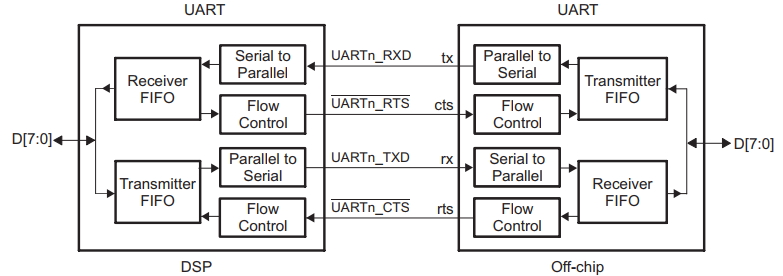 UART
UART
Serial to
Parallel
UARTn_RXD
tx
Parallel to
Serial
Receiver
FIFO
Transmitter
FIFO
Flow
Control
UARTn_RTS
cts
Flow
Control
D[7:0]
D[7:0]
Parallel to
Serial
UARTn_TXD
rx
Serial to
Parallel
Transmitter
FIFO
Receiver
FIFO
Flow
Control
UARTn_CTS
rts
Flow
Control
DSP
Off-chip